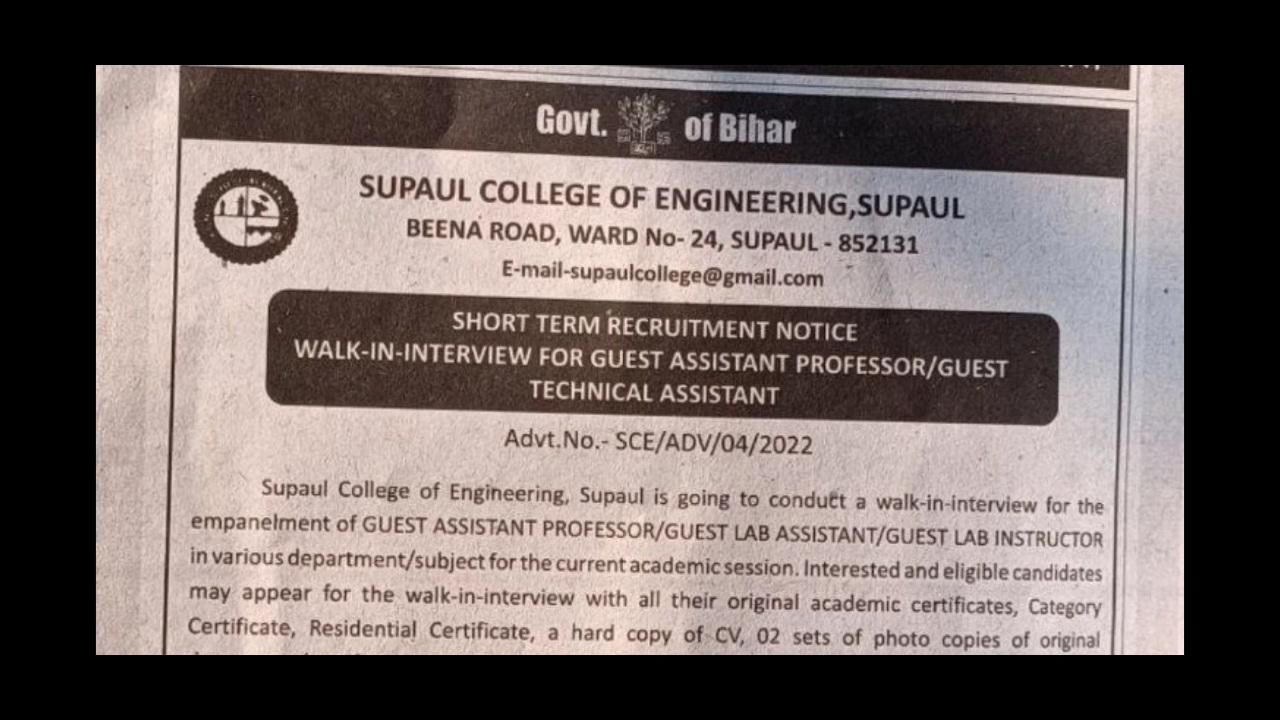 Govt. of Bihar
SUPAUL COLLEGE OF ENGINEERING,SUPAUL
BEENA ROAD, WARD No- 24, SUPAUL - 852131
E-mail-supaulcollege@gmail.com
SHORT TERM RECRUITMENT NOTICE
WALK-IN-INTERVIEW FOR GUEST ASSISTANT PROFESSOR/GUEST
TECHNICAL ASSISTANT
Advt.No.- SCE/ADV/04/2022
Supaul College of Engineering, Supaul is going to conduct a walk-in-interview for the
empanelment of GUEST ASSISTANT PROFESSOR/GUEST LAB ASSISTANT/GUEST LAB INSTRUCTOR
in various department/subject for the current academic session. Interested and eligible candidates
may appear for the walk-in-interview with all their original academic certificates, Category
Certificate, Residential Certificate, a hard copy of CV, 02 sets of photo copies of original